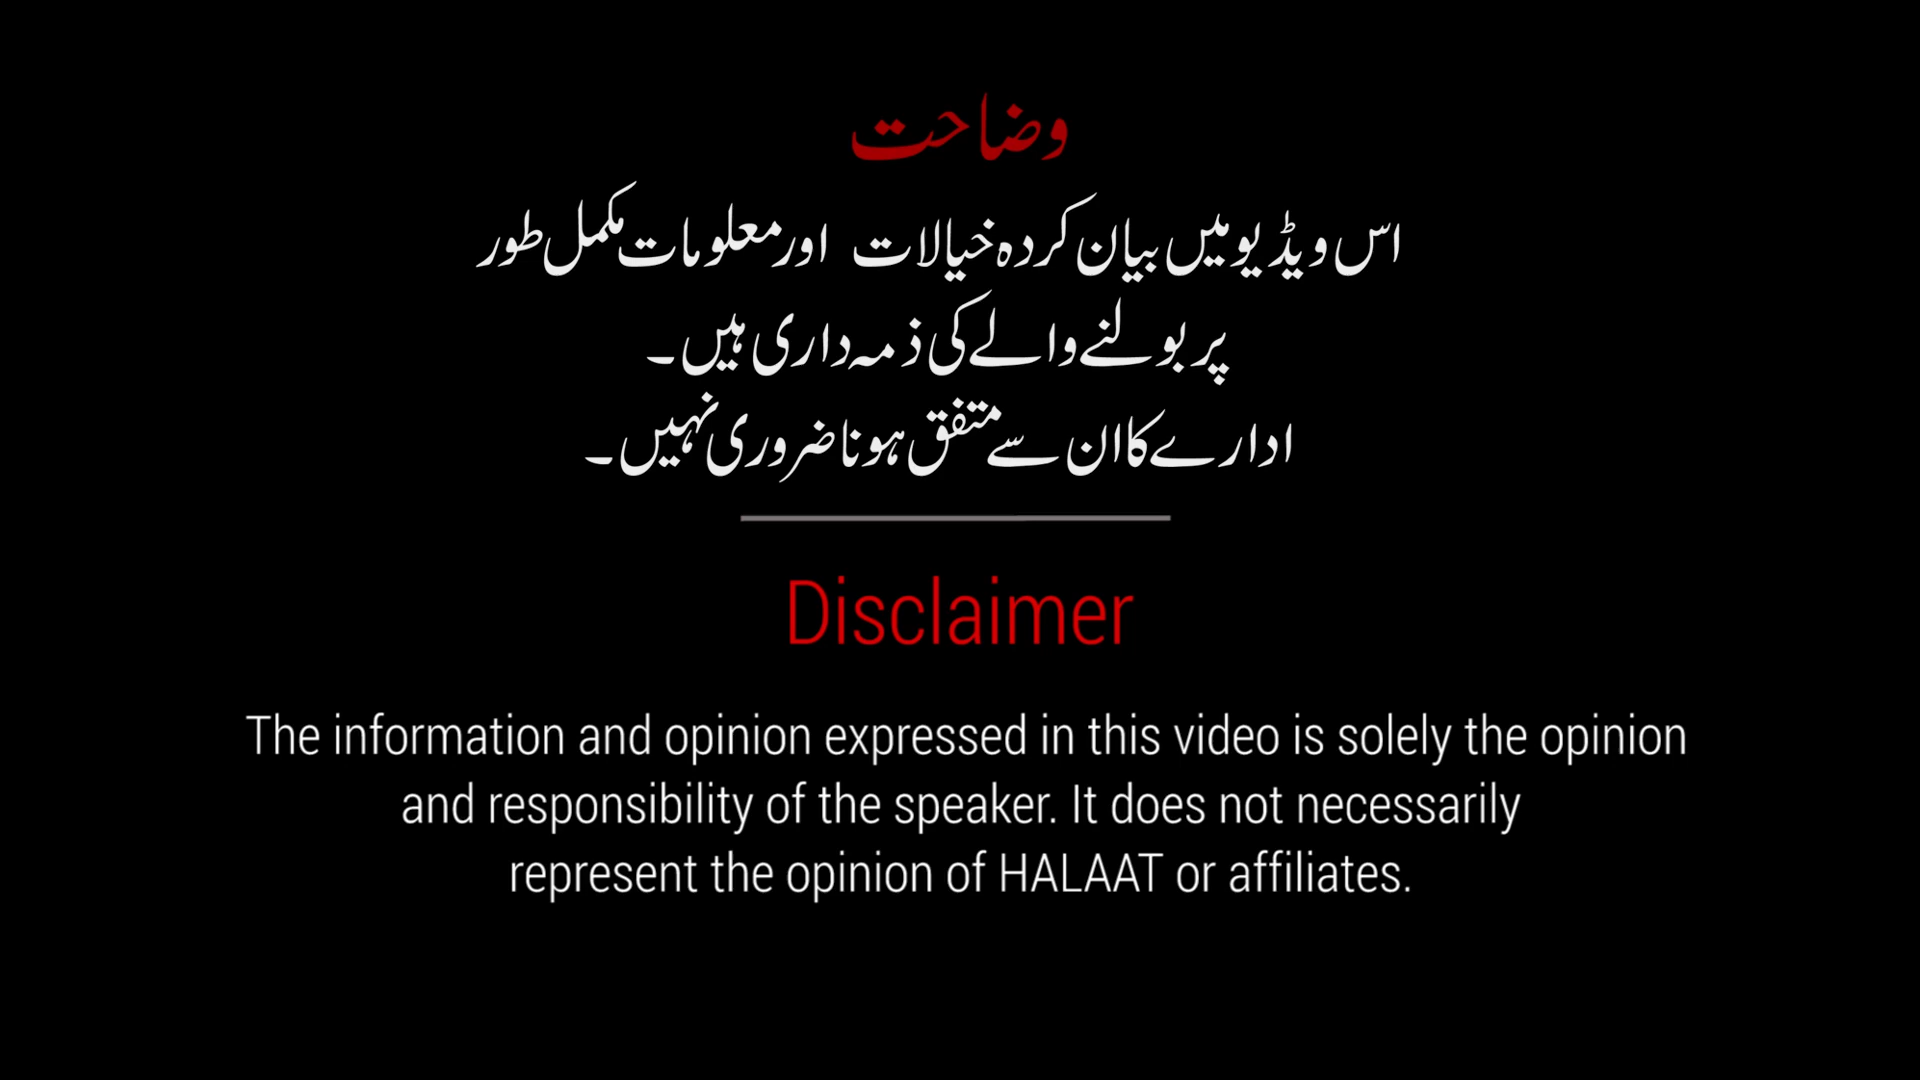 وضاحت
اس ویڈیو میں بیان کردہ خیالات اور معلومات مکمل طور
پر بولنے والے کی ذمہ داری ہیں۔
ادارے کا ان سے متفق ہونا ضروری نہیں۔
Disclaimer
The information and opinion expressed in this video is solely the opinion
and responsibility of the speaker. It does not necessarily
represent the opinion of HALAAT or affiliates.